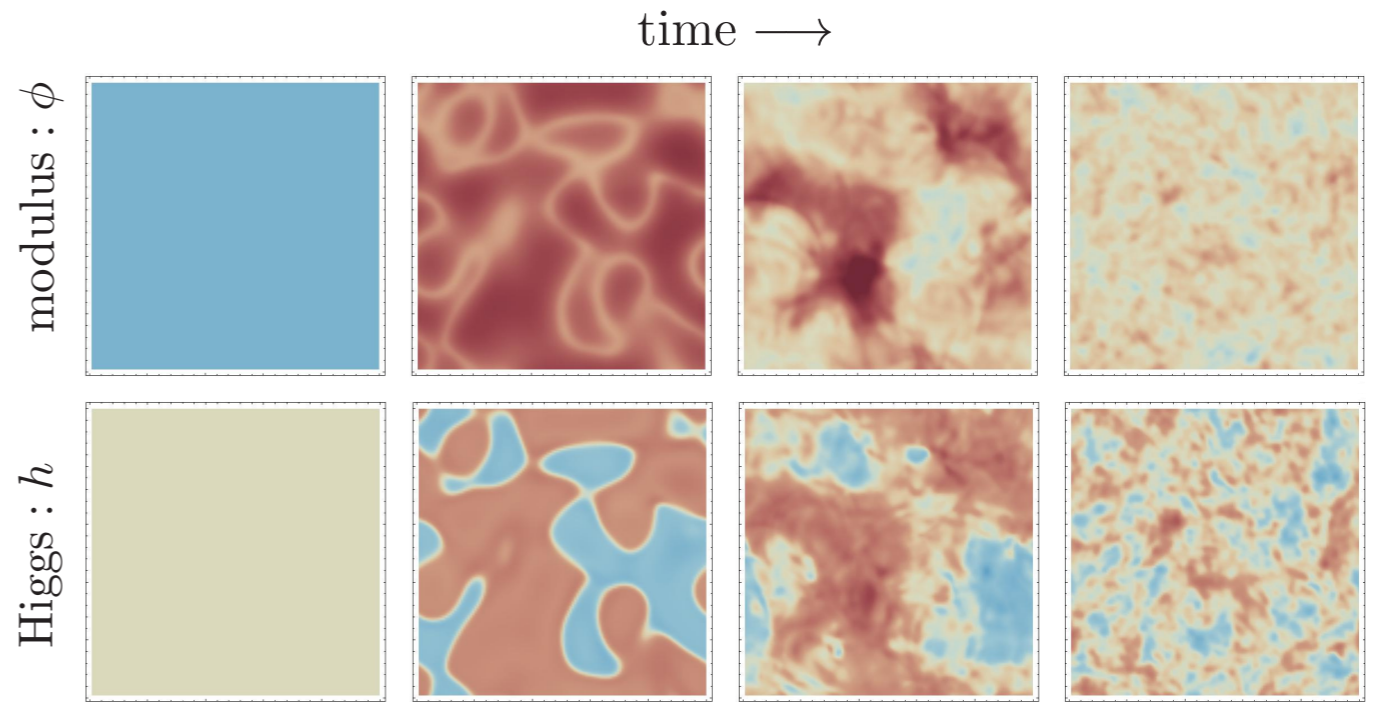 time ⟶
modulus : ϕ
Higgs : h